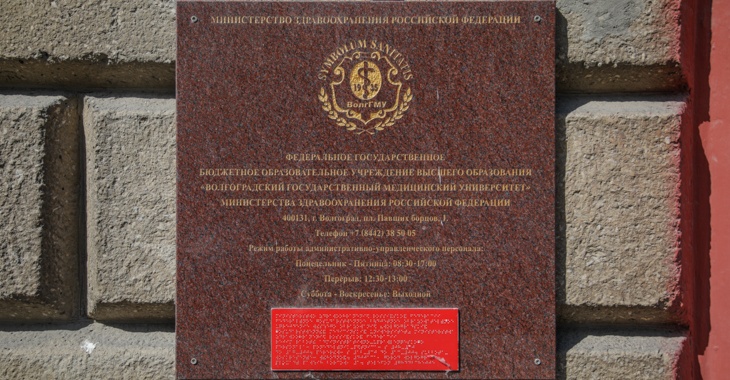 МИНИСТЕРСТВО ЗДРАВООХРАНЕНИЯ РОССИЙСКОЙ ФЕДЕРАЦИИ
SYMBOLUM SANITATIS
19 35
ВолгГМУ
ФЕДЕРАЛЬНОЕ ГОСУДАРСТВЕННОЕ
БЮДЖЕТНОЕ ОБРАЗОВАТЕЛЬНОЕ УЧРЕЖДЕНИЕ ВЫСШЕГО ОБРАЗОВАНИЯ
«ВОЛГОГРАДСКИЙ ГОСУДАРСТВЕННЫЙ МЕДИЦИНСКИЙ УНИВЕРСИТЕТ»
МИНИСТЕРСТВА ЗДРАВООХРАНЕНИЯ РОССИЙСКОЙ ФЕДЕРАЦИИ
400131, г. Волгоград, пл. Павших борцов, 1.
Телефон +7 (8442) 38 50 05
Режим работы административно-управленческого персонала:
Понедельник - Пятница: 08:30-17:00
Перерыв: 12:30-13:00
Суббота - Воскресенье: Выходной